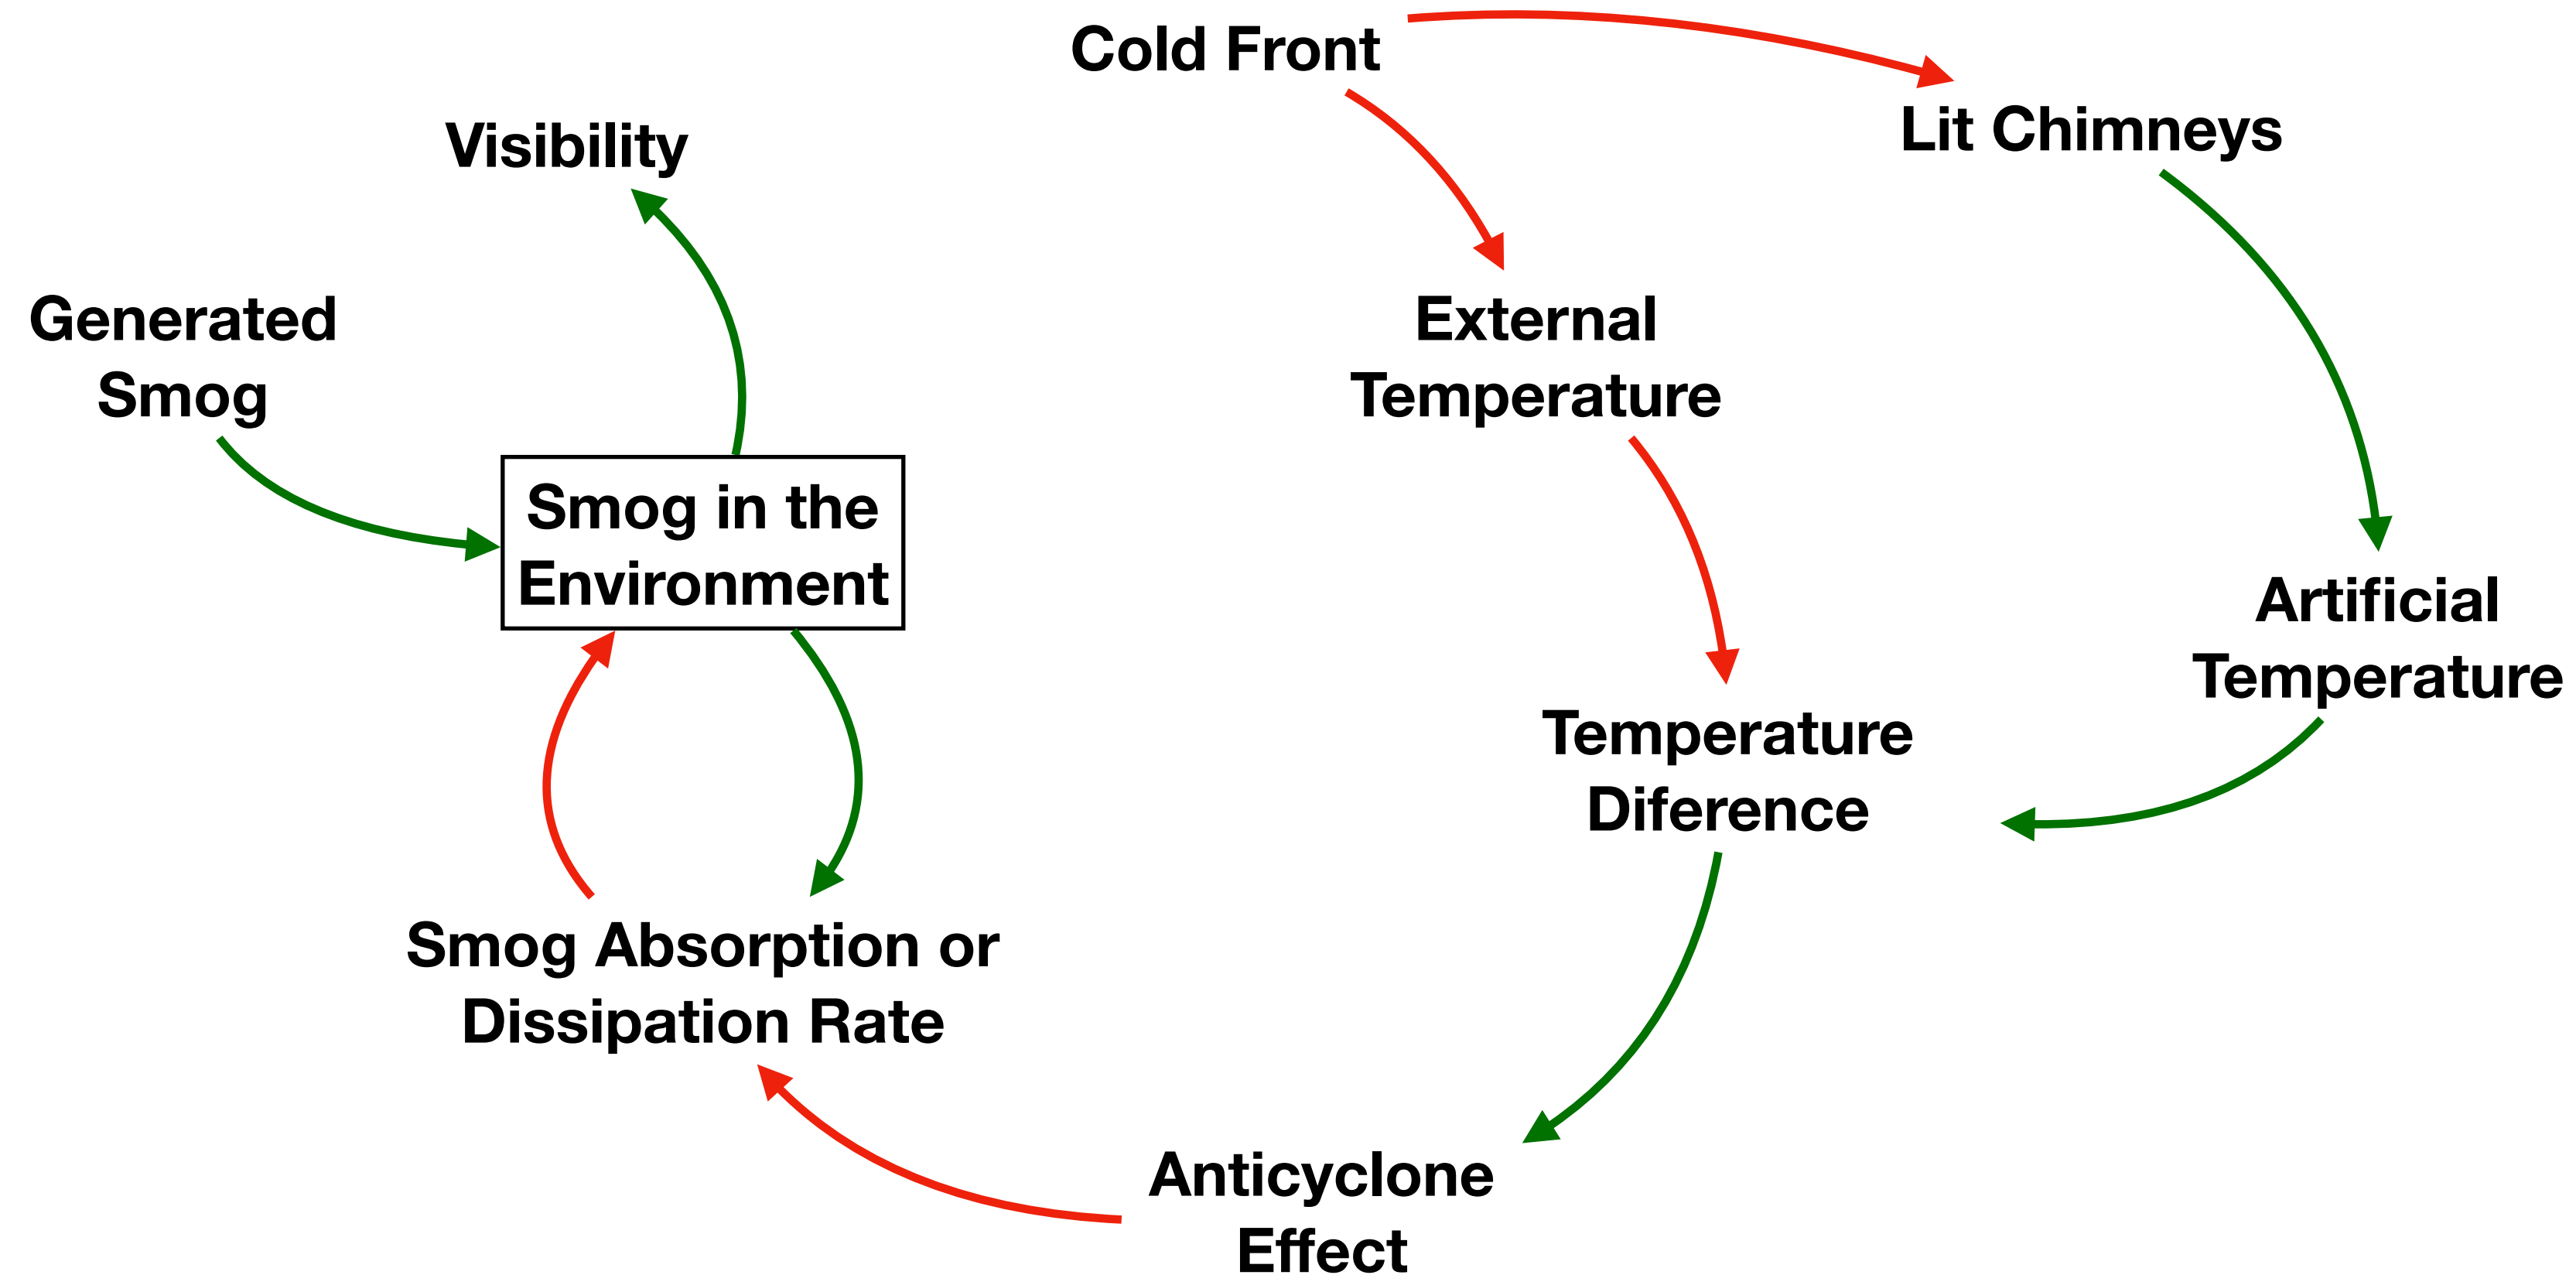 Cold Front
Lit Chimneys
Visibility
Generated
Smog
External
Temperature
Smog in the
Environment
Artificial
Temperature
Temperature
Diference
Smog Absorption or
Dissipation Rate
Anticyclone
Effect